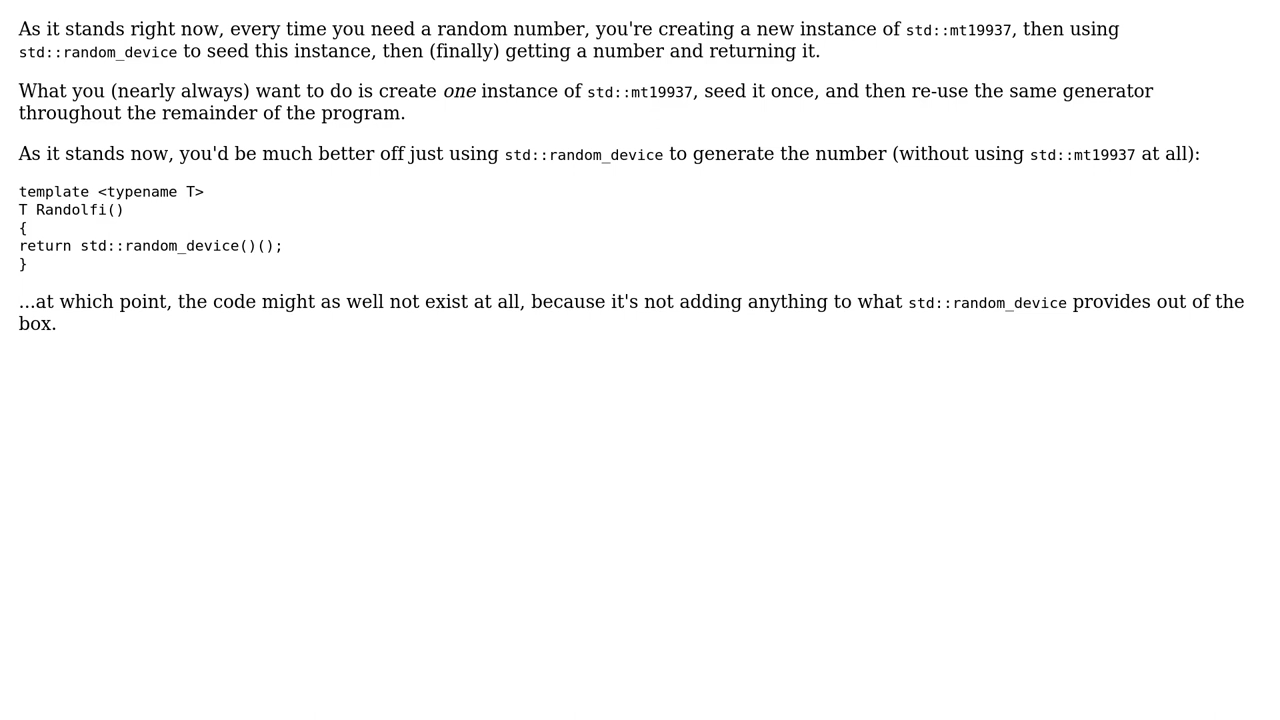 As it stands right now, every time you need a random number, you're creating a new instance of std::mt19937, then using
std::random_device to seed this instance, then (finally) getting a number and returning it.
What you (nearly always) want to do is create one instance of std::mt19937, seed it once, and then re-use the same generator
throughout the remainder of the program.
As it stands now, you'd be much better off just using std::random_device to generate the number (without using std::mt19937 at all):
template <typename T>
T Randolfi()
{
return std::random_device()();
}
...at which point, the code might as well not exist at all, because it's not adding anything to what std::random_device provides out of the
box.